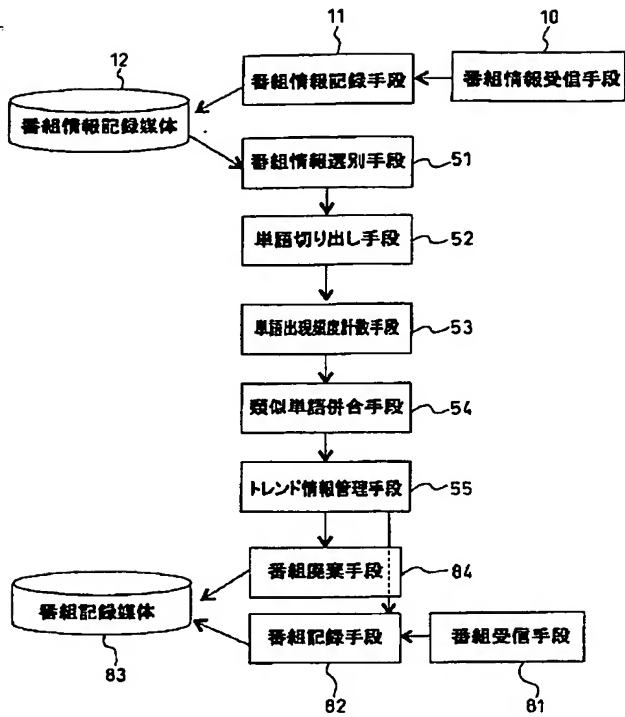 11
10
12
番組情報記録手段
番組情報受信手段
番組情報記録媒体
番組情報選別手段
51
単語切り出し手段
52
単語出現頻度計数手段
53
類似単語併合手段
54
トレンド情報管理手段
55
番組廃棄手段
84
番組記録媒体
番組記録手段
番組受信手段
83
82
81